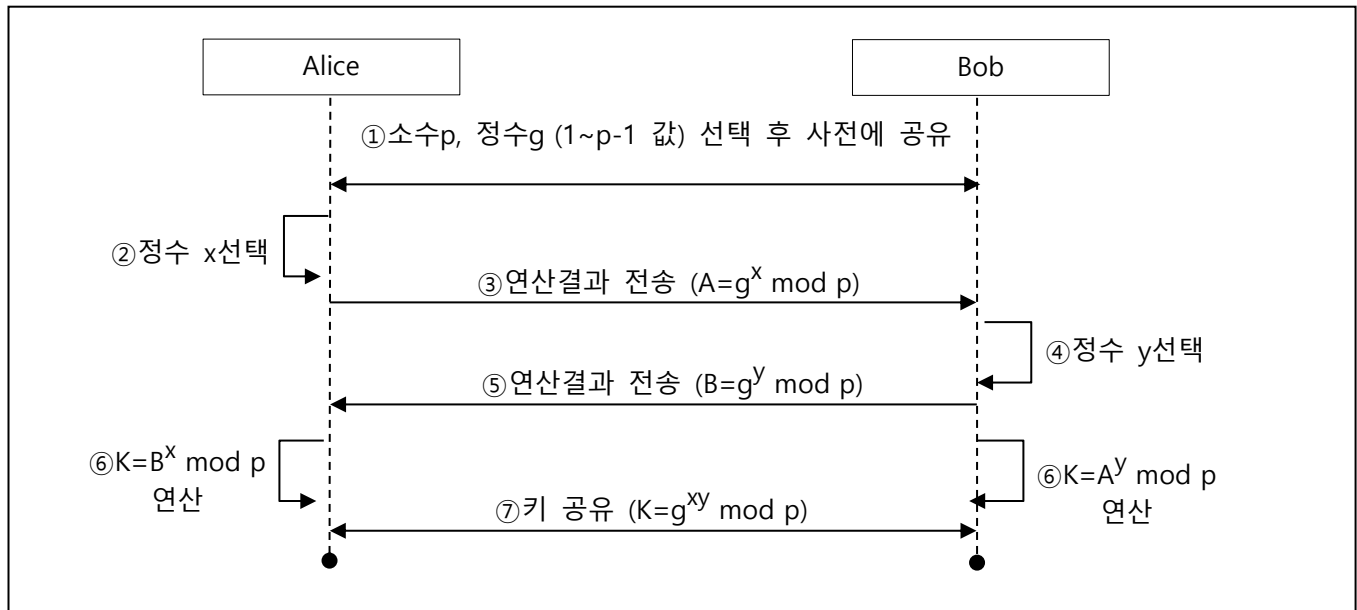 Alice
Bob
①소수p, 정수g (1~p-1 값) 선택 후 사전에 공유
②정수 x선택
③연산결과 전송 (A=g^x mod p)
④정수 y선택
⑤연산결과 전송 (B=g^y mod p)
⑥K=B^x mod p
연산
⑥K=A^y mod p
연산
⑦키 공유 (K=g^xy mod p)